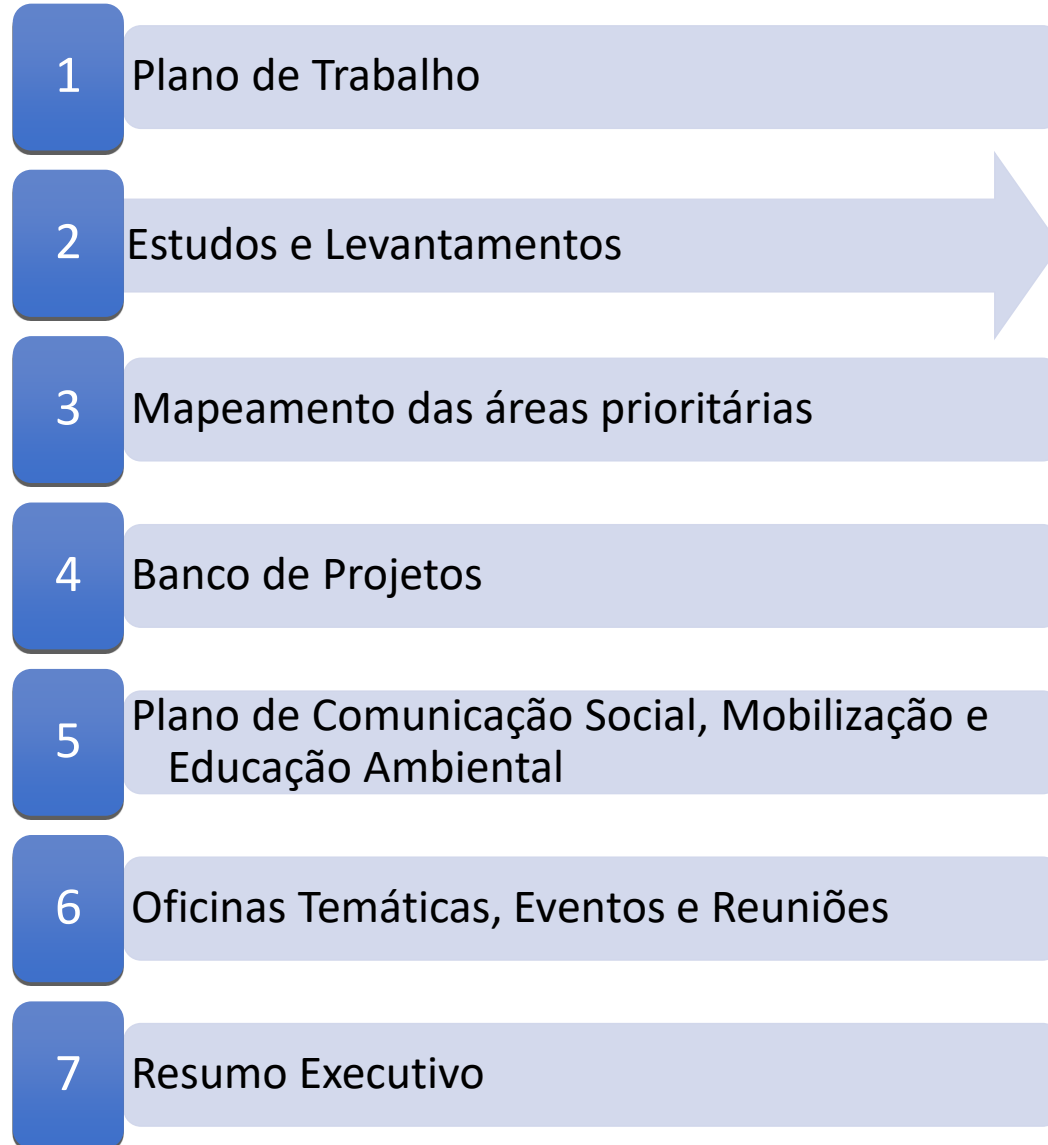 1
Plano de Trabalho
2
Estudos e Levantamentos
3
Mapeamento das áreas prioritárias
4
Banco de Projetos
5
Plano de Comunicação Social, Mobilização e
Educação Ambiental
6
Oficinas Temáticas, Eventos e Reuniões
7
Resumo Executivo